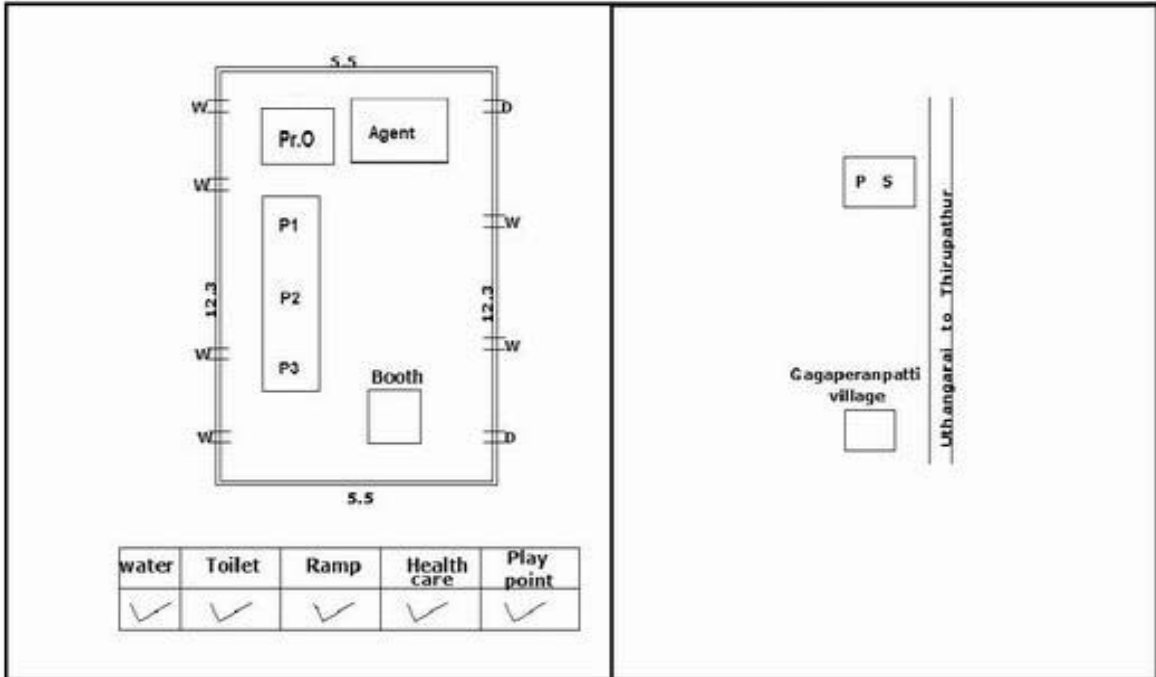 5.5
W
D
Pr.O
Agent
W
P1
W
P2
12.3
12.3
W
W
P3
Booth
W
D
5.5
water Toilet Ramp Health care Play point
P S
Uthangarai to Thirupathur
Gagaperanpatti
village